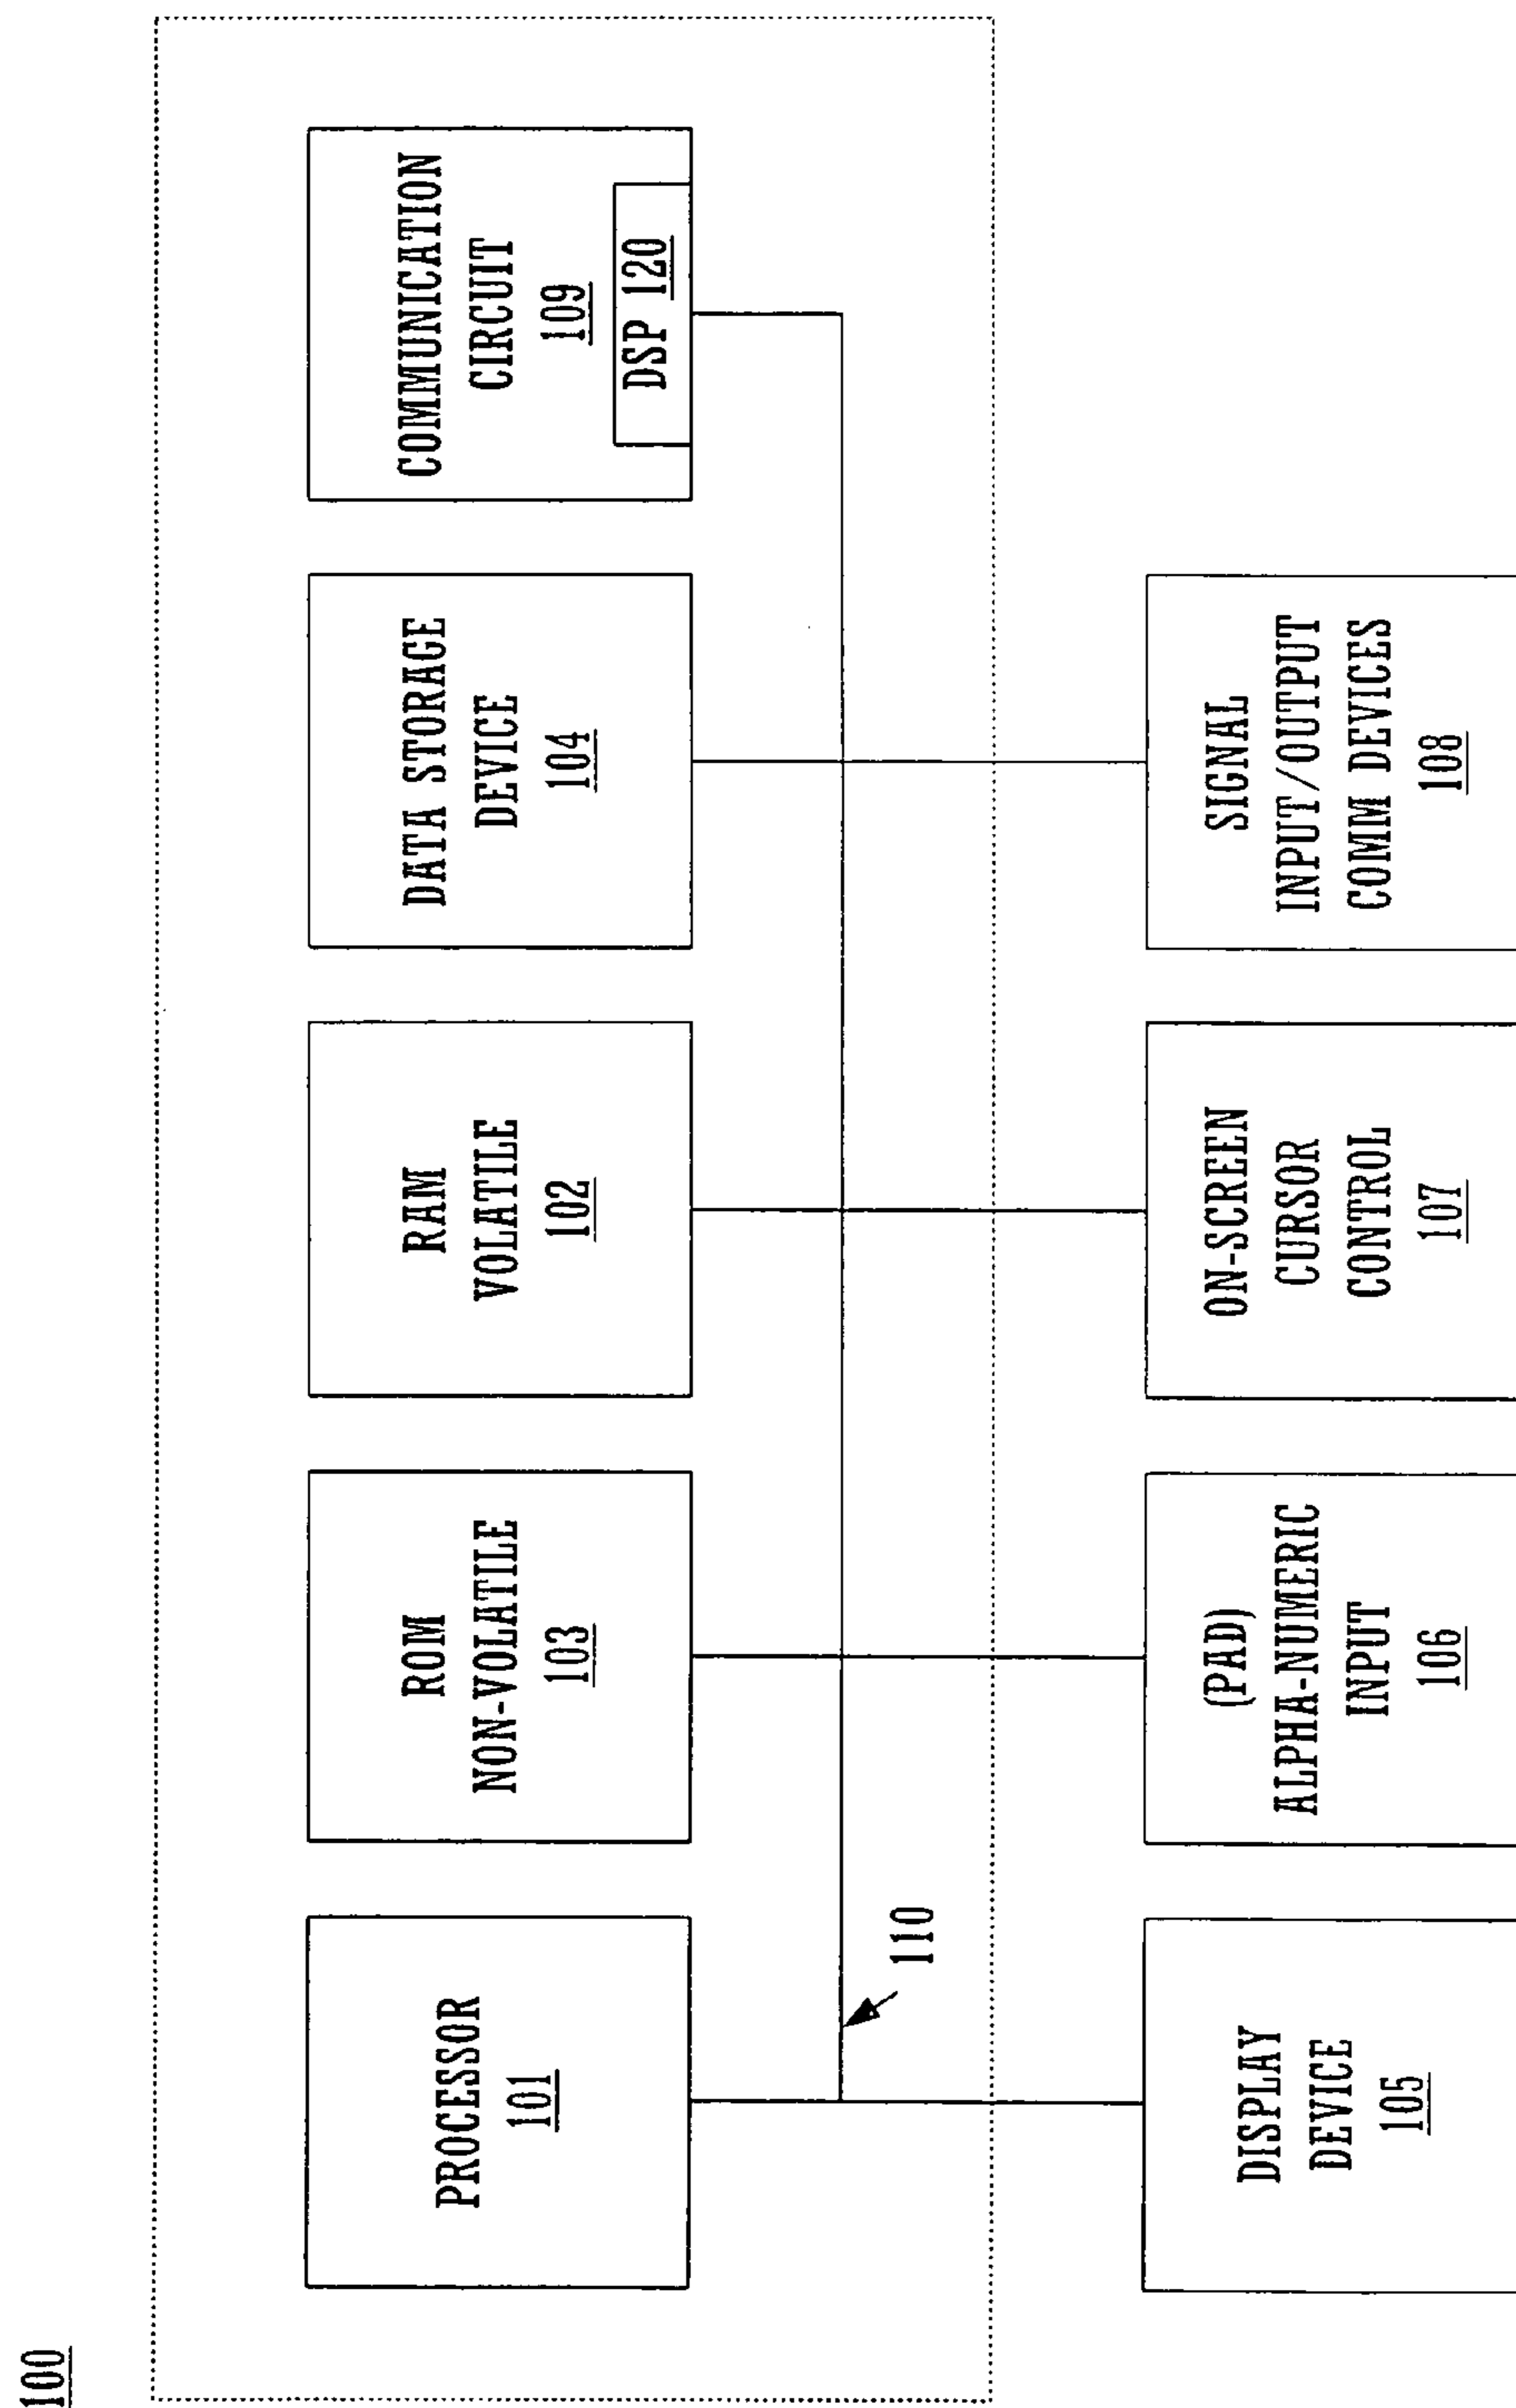 100
PROCESSOR
101
ROM
NON-VOLATILE
103
RAM
VOLATILE
102
DATA STORAGE
DEVICE
104
COMMUNICATION
CIRCUIT
109
DSP 120
110
DISPLAY
DEVICE
105
(PAD)
ALPHA-NUMERIC
INPUT
106
ON-SCREEN
CURSOR
CONTROL
107
SIGNAL
INPUT/OUTPUT
COMM DEVICES
108